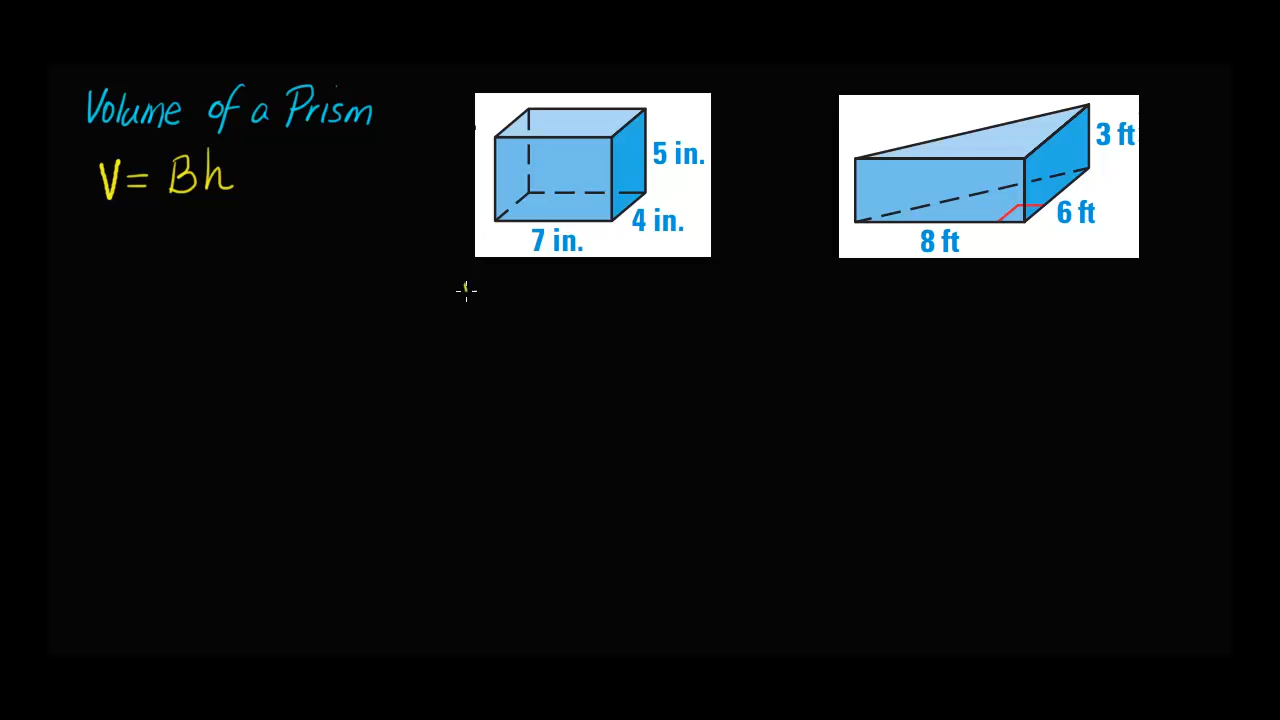 Volume of a Prism
V = Bh
5 in.
4 in.
7 in.
3 ft
6 ft
8 ft